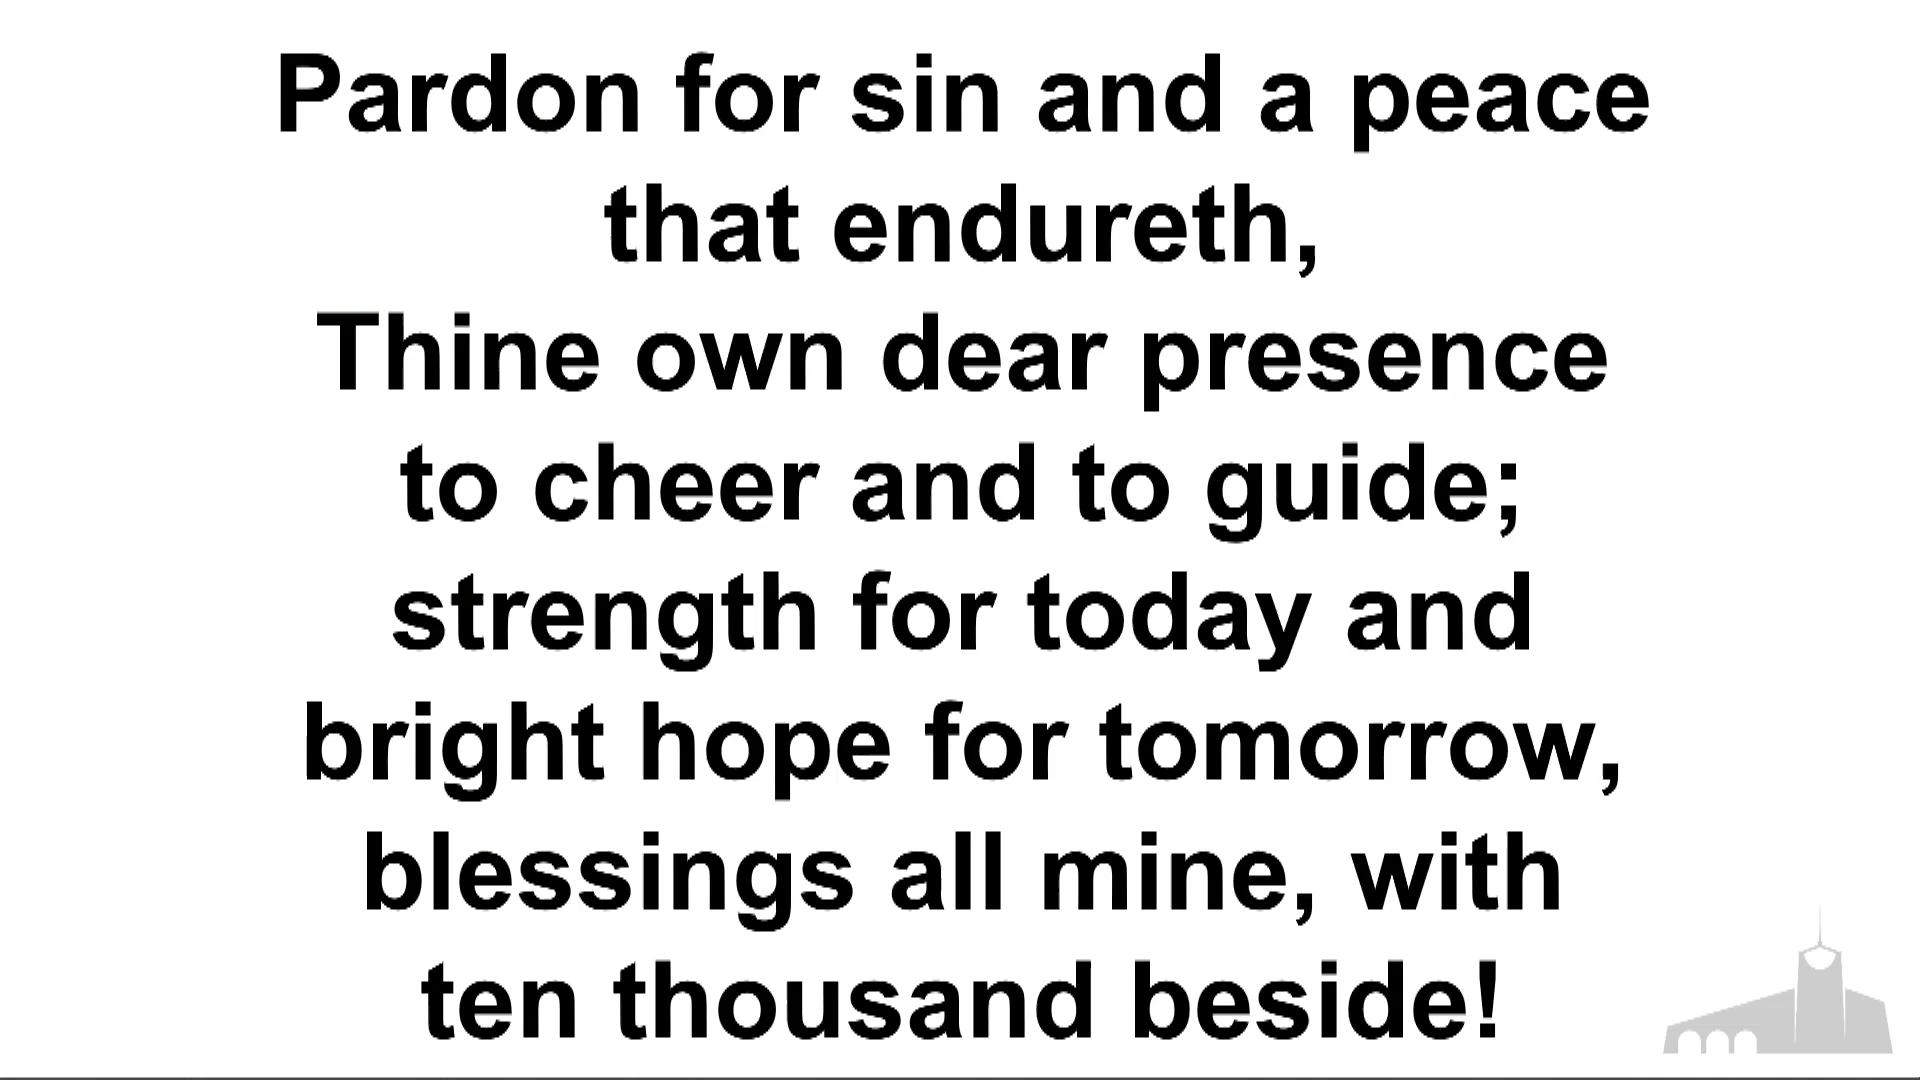 Pardon for sin and a peace
that endureth,
Thine own dear presence
to cheer and to guide;
strength for today and
bright hope for tomorrow,
blessings all mine, with
ten thousand beside!